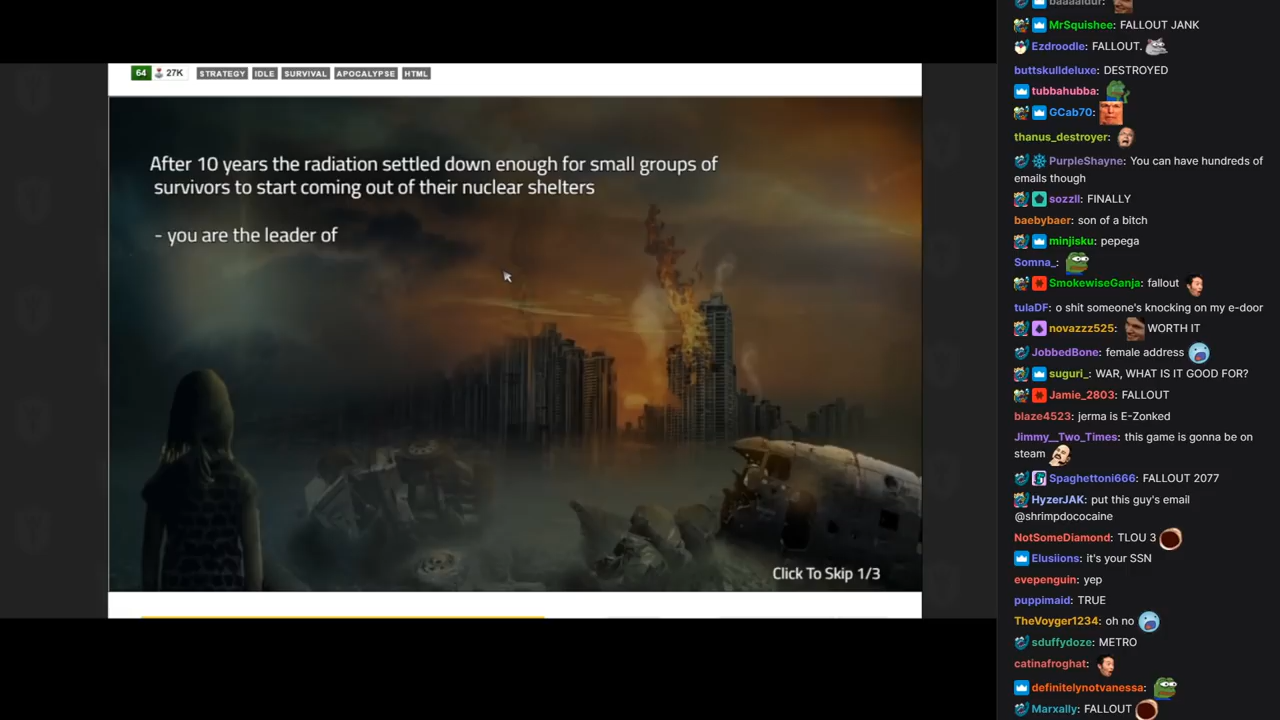 64 27K STRATEGY IDLE SURVIVAL APOCALYPSE HTML
After 10 years the radiation settled down enough for small groups of
survivors to start coming out of their nuclear shelters
- you are the leader of
Click To Skip 1/3
MrSquishee: FALLOUT JANK
Ezdroodle: FALLOUT.
buttskulldeluxe: DESTROYED
tubbahubba:
GCab70:
thanus_destroyer:
PurpleShayne: You can have hundreds of
emails though
sozzll: FINALLY
baebybaer: son of a bitch
minjisku: pepega
Somna_:
SmokewiseGanja: fallout
tulaDF: o shit someone's knocking on my e-door
novazzz525: WORTH IT
JobbedBone: female address
suguri_: WAR, WHAT IS IT GOOD FOR?
Jamie_2803: FALLOUT
blaze4523: jerma is E-Zonked
Jimmy__Two_Times: this game is gonna be on
steam
Spaghettoni666: FALLOUT 2077
HyzerJAK: put this guy's email
@shrimpdococaine
NotSomeDiamond: TLOU 3
Elusiions: it's your SSN
evepenguin: yep
puppimaid: TRUE
TheVoyger1234: oh no
sduffydoze: METRO
catinafroghat:
definitelynotvanessa:
Marxally: FALLOUT